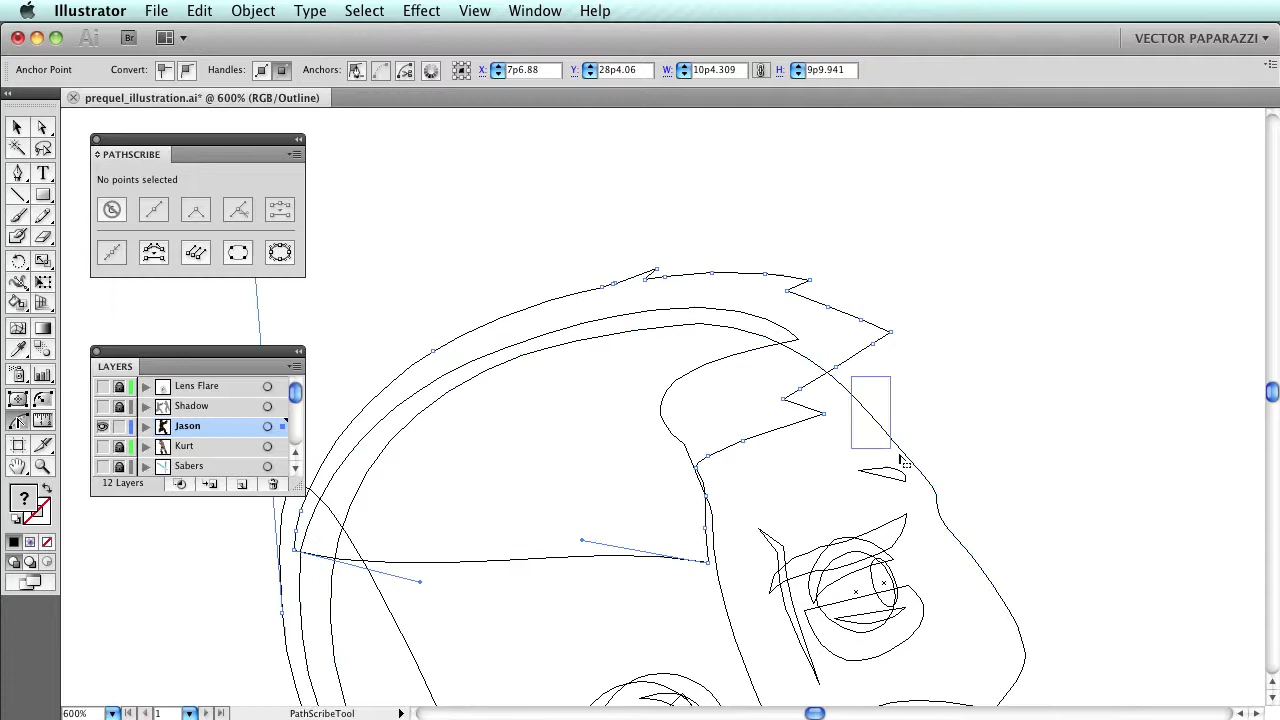 Illustrator File Edit Object Type Select Effect View Window Help
Ai Br VECTOR PAPARAZZI
Anchor Point Convert: Handles: Anchors: X: 7p6.88 Y: 28p4.06 W: 10p4.309 H: 9p9.941
prequel_illustration.ai* @ 600% (RGB/Outline)
PATHSCRIBE
No points selected
LAYERS
Lens Flare
Shadow
Jason
Kurt
Sabers
12 Layers
T
?
600% 1 PathScribeTool